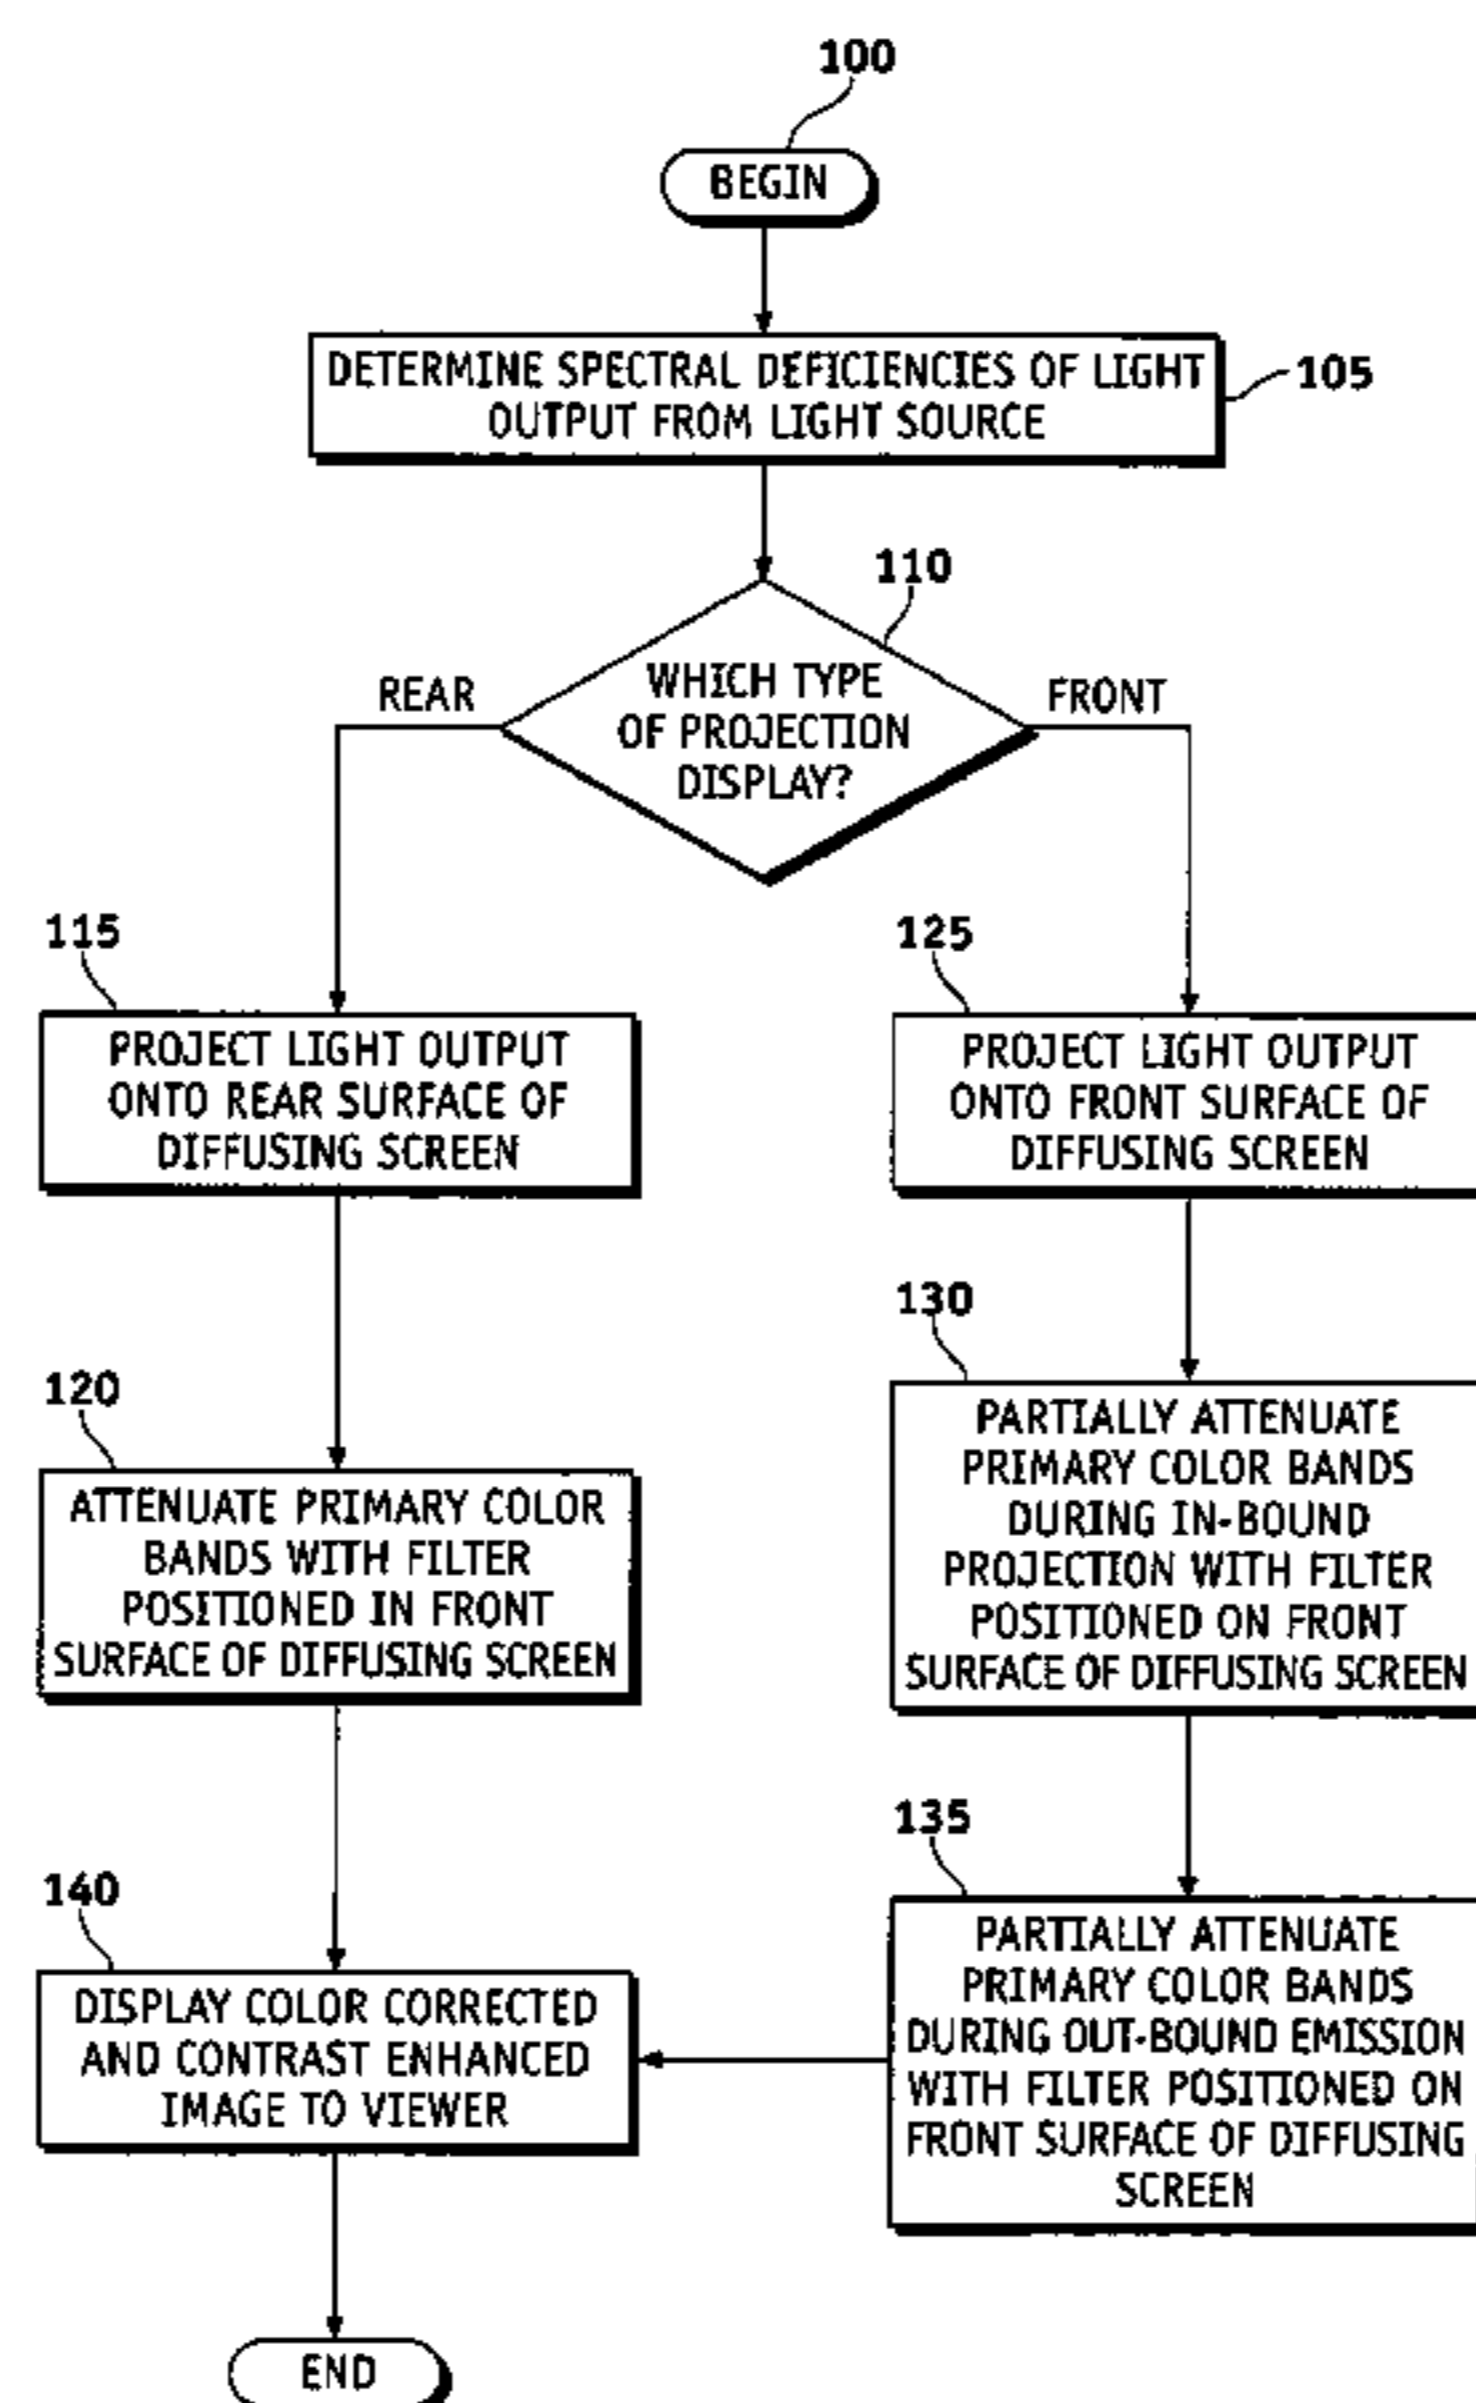 100
BEGIN
DETERMINE SPECTRAL DEFICIENCIES OF LIGHT
OUTPUT FROM LIGHT SOURCE
105
110
WHICH TYPE
OF PROJECTION
DISPLAY?
REAR
FRONT
115
PROJECT LIGHT OUTPUT
ONTO REAR SURFACE OF
DIFFUSING SCREEN
125
PROJECT LIGHT OUTPUT
ONTO FRONT SURFACE OF
DIFFUSING SCREEN
120
ATTENUATE PRIMARY COLOR
BANDS WITH FILTER
POSITIONED IN FRONT
SURFACE OF DIFFUSING SCREEN
130
PARTIALLY ATTENUATE
PRIMARY COLOR BANDS
DURING IN-BOUND
PROJECTION WITH FILTER
POSITIONED ON FRONT
SURFACE OF DIFFUSING SCREEN
135
PARTIALLY ATTENUATE
PRIMARY COLOR BANDS
DURING OUT-BOUND EMISSION
WITH FILTER POSITIONED ON
FRONT SURFACE OF DIFFUSING
SCREEN
140
DISPLAY COLOR CORRECTED
AND CONTRAST ENHANCED
IMAGE TO VIEWER
END